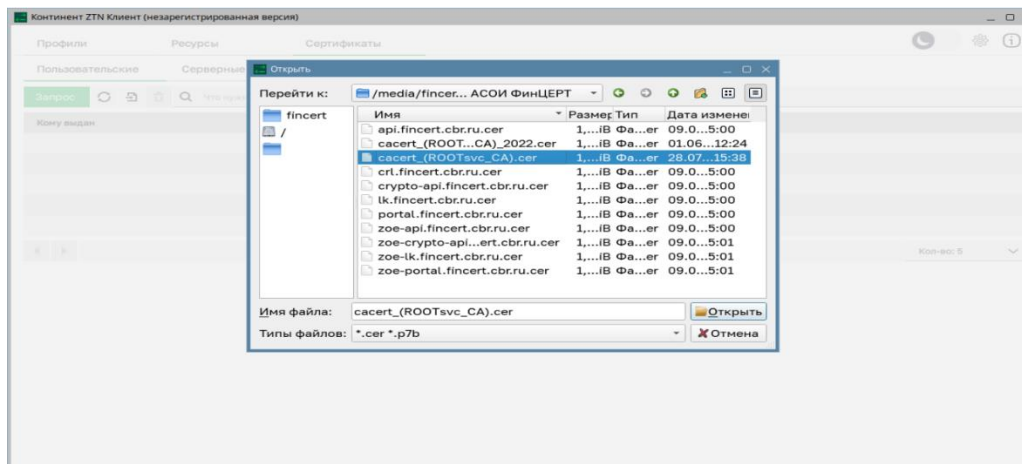 Континент ZTN Клиент (незарегистрированная версия)
Профили Ресурсы Сертификаты
Пользовательские Серверные
Запрос
Кому выдан
Кол-во: 5
Открыть
Перейти к: /media/fincer... АСОИ ФинЦЕРТ
fincert
/
Имя Размер Тип Дата изменен
api.fincert.cbr.ru.cer 1,...iB Фа...er 09.0...5:00
cacert_(ROOT...CA)_2022.cer 1,...iB Фа...er 01.06...12:24
cacert_(ROOTsvc_CA).cer 1,...iB Фа...er 28.07...15:38
crl.fincert.cbr.ru.cer 1,...iB Фа...er 09.0...5:00
crypto-api.fincert.cbr.ru.cer 1,...iB Фа...er 09.0...5:00
lk.fincert.cbr.ru.cer 1,...iB Фа...er 09.0...5:00
portal.fincert.cbr.ru.cer 1,...iB Фа...er 09.0...5:00
zoe-api.fincert.cbr.ru.cer 1,...iB Фа...er 09.0...5:00
zoe-crypto-api...ert.cbr.ru.cer 1,...iB Фа...er 09.0...5:01
zoe-lk.fincert.cbr.ru.cer 1,...iB Фа...er 09.0...5:01
zoe-portal.fincert.cbr.ru.cer 1,...iB Фа...er 09.0...5:01
Имя файла: cacert_(ROOTsvc_CA).cer Открыть
Типы файлов: *.cer *.p7b Отмена